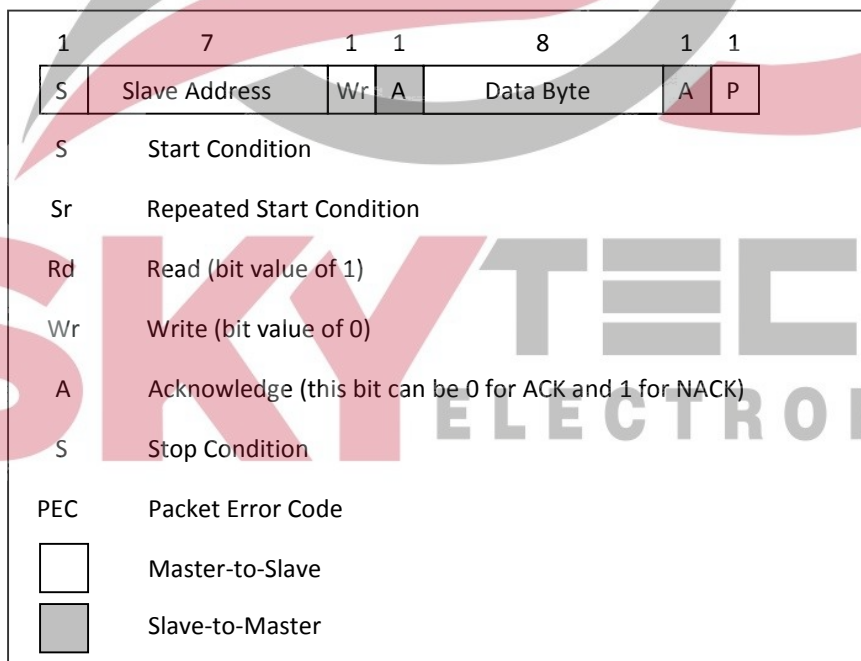 1 7 1 1 8 1 1
S Slave Address Wr A Data Byte A P
S Start Condition
Sr Repeated Start Condition
Rd Read (bit value of 1)
Wr Write (bit value of 0)
A Acknowledge (this bit can be 0 for ACK and 1 for NACK)
S Stop Condition
PEC Packet Error Code
Master-to-Slave
Slave-to-Master
SKYTEC
ELECTRO